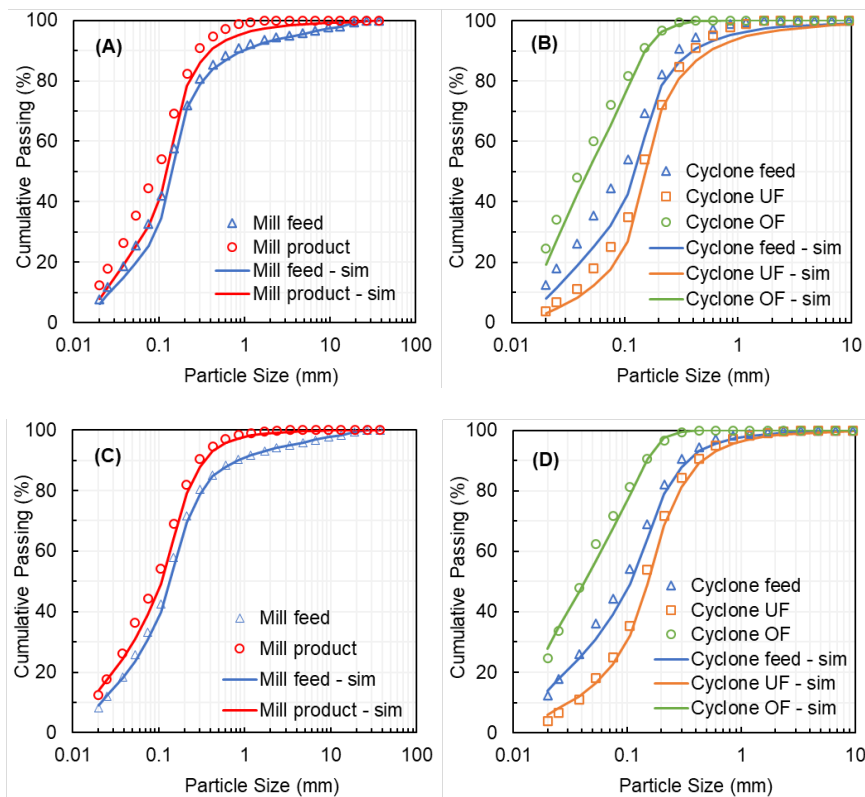 (A)
Cumulative Passing (%)
100
80
60
40
20
0
Mill feed
Mill product
Mill feed - sim
Mill product - sim
0.01 0.1 1 10 100
Particle Size (mm)
(B)
Cumulative Passing (%)
100
80
60
40
20
0
Cyclone feed
Cyclone UF
Cyclone OF
Cyclone feed - sim
Cyclone UF - sim
Cyclone OF - sim
0.01 0.1 1 10
Particle Size (mm)
(C)
Cumulative Passing (%)
100
80
60
40
20
0
Mill feed
Mill product
Mill feed - sim
Mill product - sim
0.01 0.1 1 10 100
Particle Size (mm)
(D)
Cumulative Passing (%)
100
80
60
40
20
0
Cyclone feed
Cyclone UF
Cyclone OF
Cyclone feed - sim
Cyclone UF - sim
Cyclone OF - sim
0.01 0.1 1 10
Particle Size (mm)